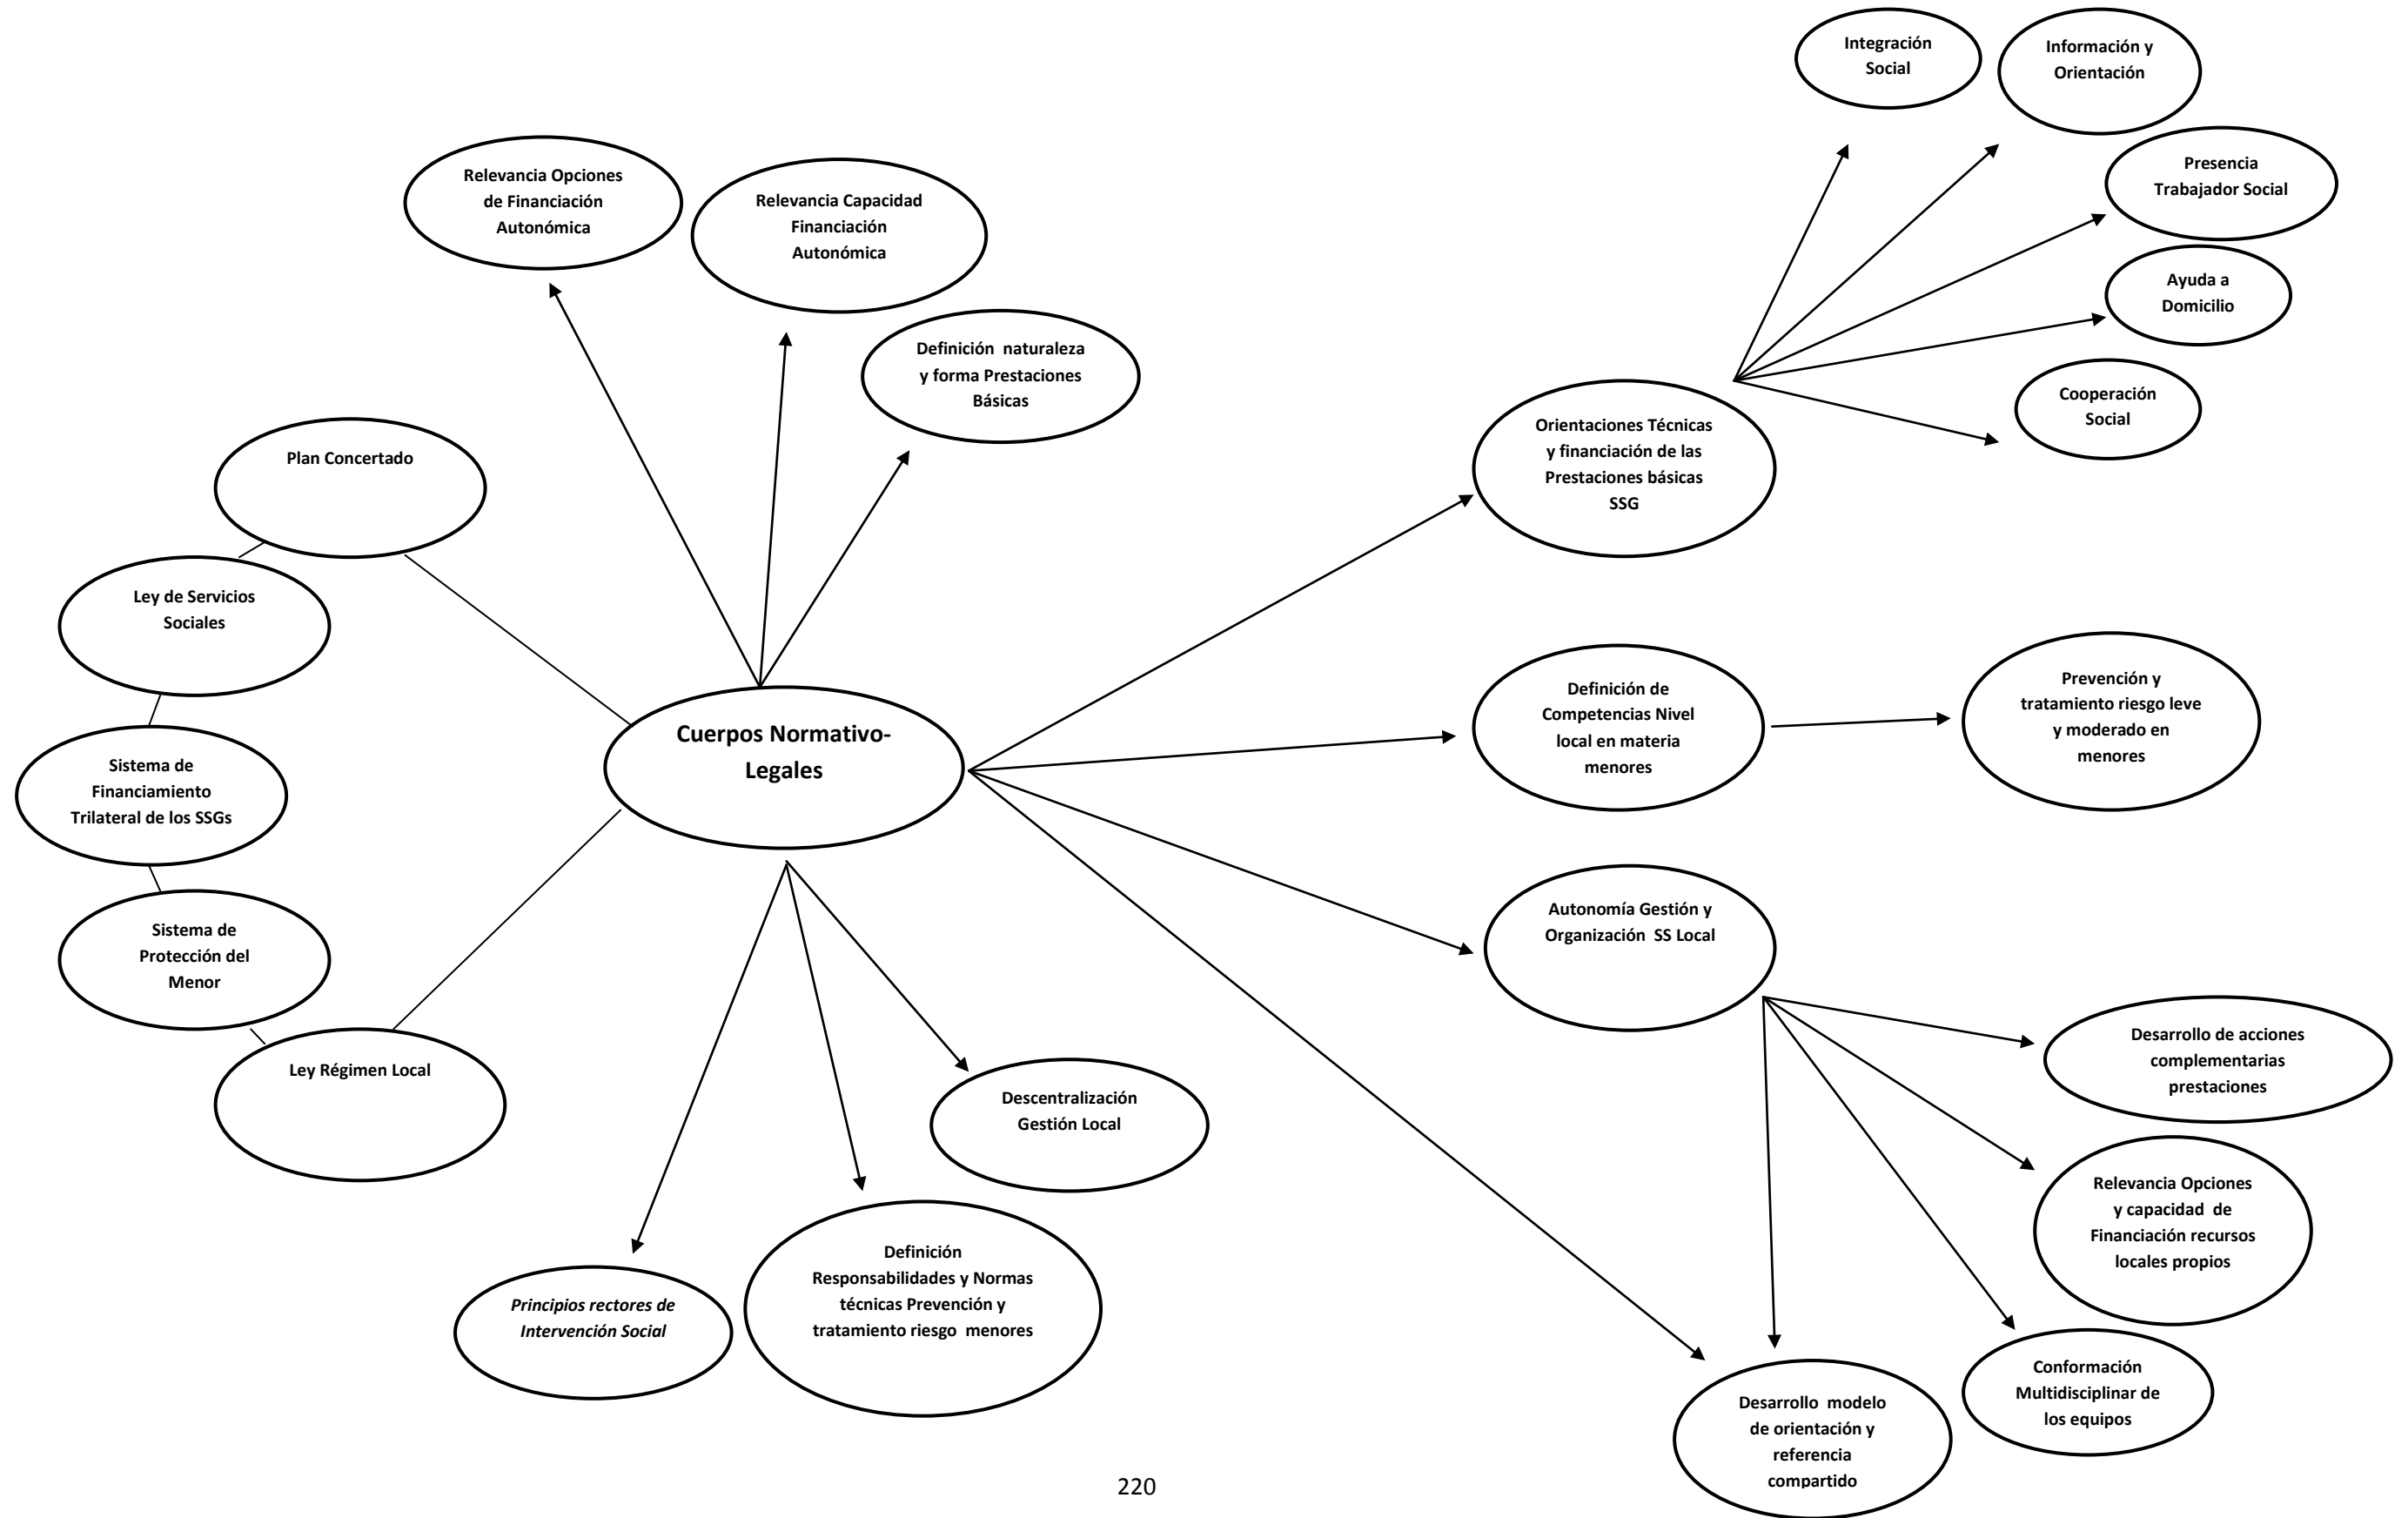 Integración
Social
Información y
Orientación
Presencia
Trabajador Social
Ayuda a
Domicilio
Cooperación
Social
Relevancia Opciones
de Financiación
Autonómica
Relevancia Capacidad
Financiación
Autonómica
Definición naturaleza
y forma Prestaciones
Básicas
Orientaciones Técnicas
y financiación de las
Prestaciones básicas
SSG
Plan Concertado
Ley de Servicios
Sociales
Sistema de
Financiamiento
Trilateral de los SSGs
Sistema de
Protección del
Menor
Ley Régimen Local
Cuerpos Normativo-
Legales
Definición de
Competencias Nivel
local en materia
menores
Prevención y
tratamiento riesgo leve
y moderado en
menores
Autonomía Gestión y
Organización SS Local
Desarrollo de acciones
complementarias
prestaciones
Relevancia Opciones
y capacidad de
Financiación recursos
locales propios
Conformación
Multidisciplinar de
los equipos
Desarrollo modelo
de orientación y
referencia
compartido
Descentralización
Gestión Local
Definición
Responsabilidades y Normas
técnicas Prevención y
tratamiento riesgo menores
Principios rectores de
Intervención Social
220